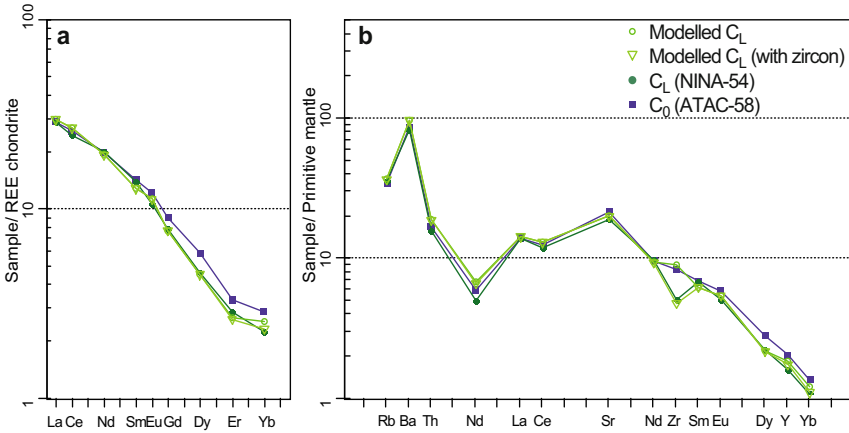 a
Sample/ REE chondrite
100
10
1
La Ce Nd Sm Eu Gd Dy Er Yb
b
Sample/ Primitive mantle
100
10
1
Modelled C_L
Modelled C_L (with zircon)
C_L (NINA-54)
C_0 (ATAC-58)
Rb Ba Th Nd La Ce Sr Nd Zr Sm Eu Dy Y Yb